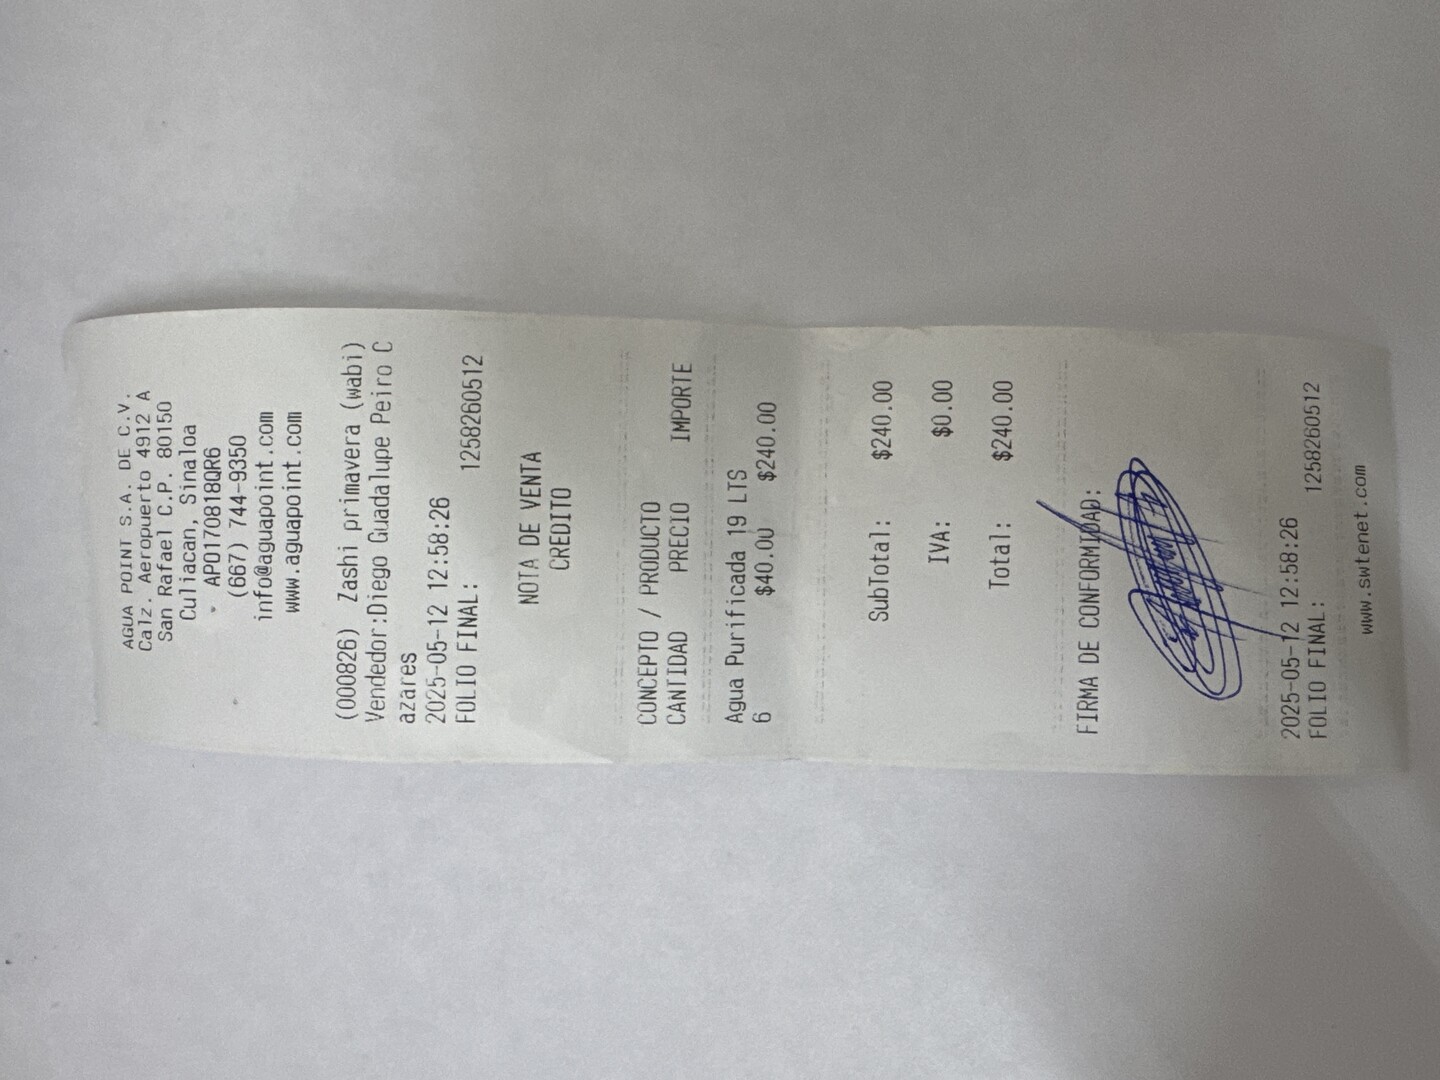 AGUA POINT S.A. DE C.V.
Calz. Aeropuerto 4912 A
San Rafael C.P. 80150
Culiacan, Sinaloa
APO170818QR6
(667) 744-9350
info@aguapoint.com
www.aguapoint.com
(000826) Zashi primavera (wabi)
Vendedor:Diego Guadalupe Peiro C
azares
2025-05-12 12:58:26
FOLIO FINAL: 1258260512
NOTA DE VENTA
CREDITO
CONCEPTO / PRODUCTO
CANTIDAD PRECIO IMPORTE
Agua Purificada 19 LTS
6 $40.00 $240.00
SubTotal: $240.00
IVA: $0.00
Total: $240.00
FIRMA DE CONFORMIDAD:
2025-05-12 12:58:26
FOLIO FINAL: 1258260512
www.swtenet.com